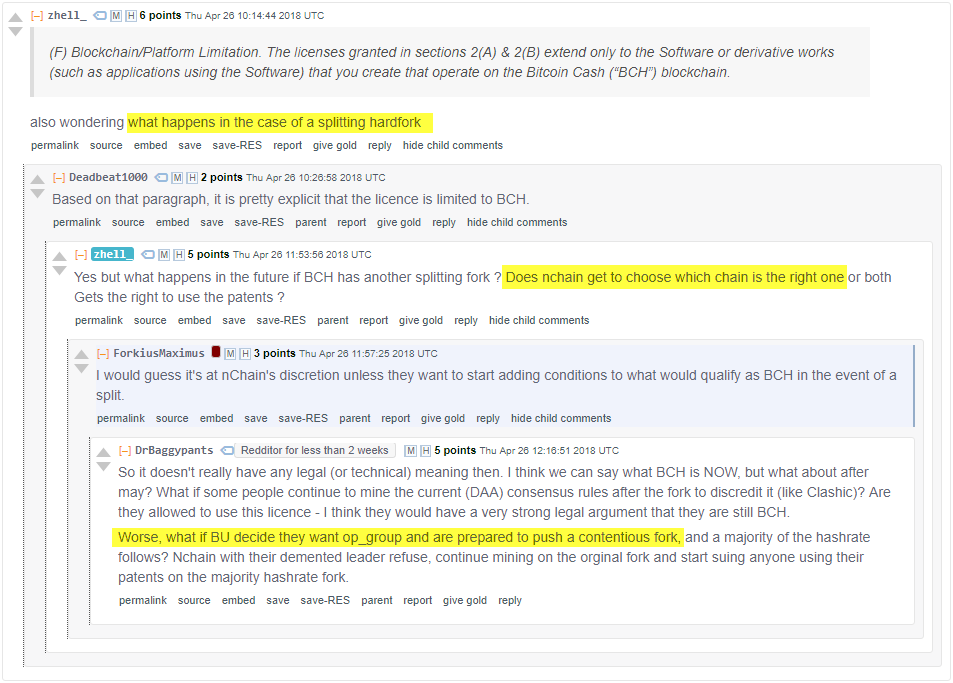 [–] zhell_ M H 6 points Thu Apr 26 10:14:44 2018 UTC
(F) Blockchain/Platform Limitation. The licenses granted in sections 2(A) & 2(B) extend only to the Software or derivative works
(such as applications using the Software) that you create that operate on the Bitcoin Cash (“BCH”) blockchain.
also wondering what happens in the case of a splitting hardfork
permalink source embed save save-RES report give gold reply hide child comments
[–] Deadbeat1000 M H 2 points Thu Apr 26 10:26:58 2018 UTC
Based on that paragraph, it is pretty explicit that the licence is limited to BCH.
permalink source embed save save-RES parent report give gold reply hide child comments
[–] zhell_ M H 5 points Thu Apr 26 11:53:56 2018 UTC
Yes but what happens in the future if BCH has another splitting fork ? Does nchain get to choose which chain is the right one or both
Gets the right to use the patents ?
permalink source embed save save-RES parent report give gold reply hide child comments
[–] ForkiusMaximus M H 3 points Thu Apr 26 11:57:25 2018 UTC
I would guess it's at nChain's discretion unless they want to start adding conditions to what would qualify as BCH in the event of a
split.
permalink source embed save save-RES parent report give gold reply hide child comments
[–] DrBaggypants Redditor for less than 2 weeks M H 5 points Thu Apr 26 12:16:51 2018 UTC
So it doesn't really have any legal (or technical) meaning then. I think we can say what BCH is NOW, but what about after
may? What if some people continue to mine the current (DAA) consensus rules after the fork to discredit it (like Clashic)? Are
they allowed to use this licence - I think they would have a very strong legal argument that they are still BCH.
Worse, what if BU decide they want op_group and are prepared to push a contentious fork, and a majority of the hashrate
follows? Nchain with their demented leader refuse, continue mining on the orginal fork and start suing anyone using their
patents on the majority hashrate fork.
permalink source embed save save-RES parent report give gold reply